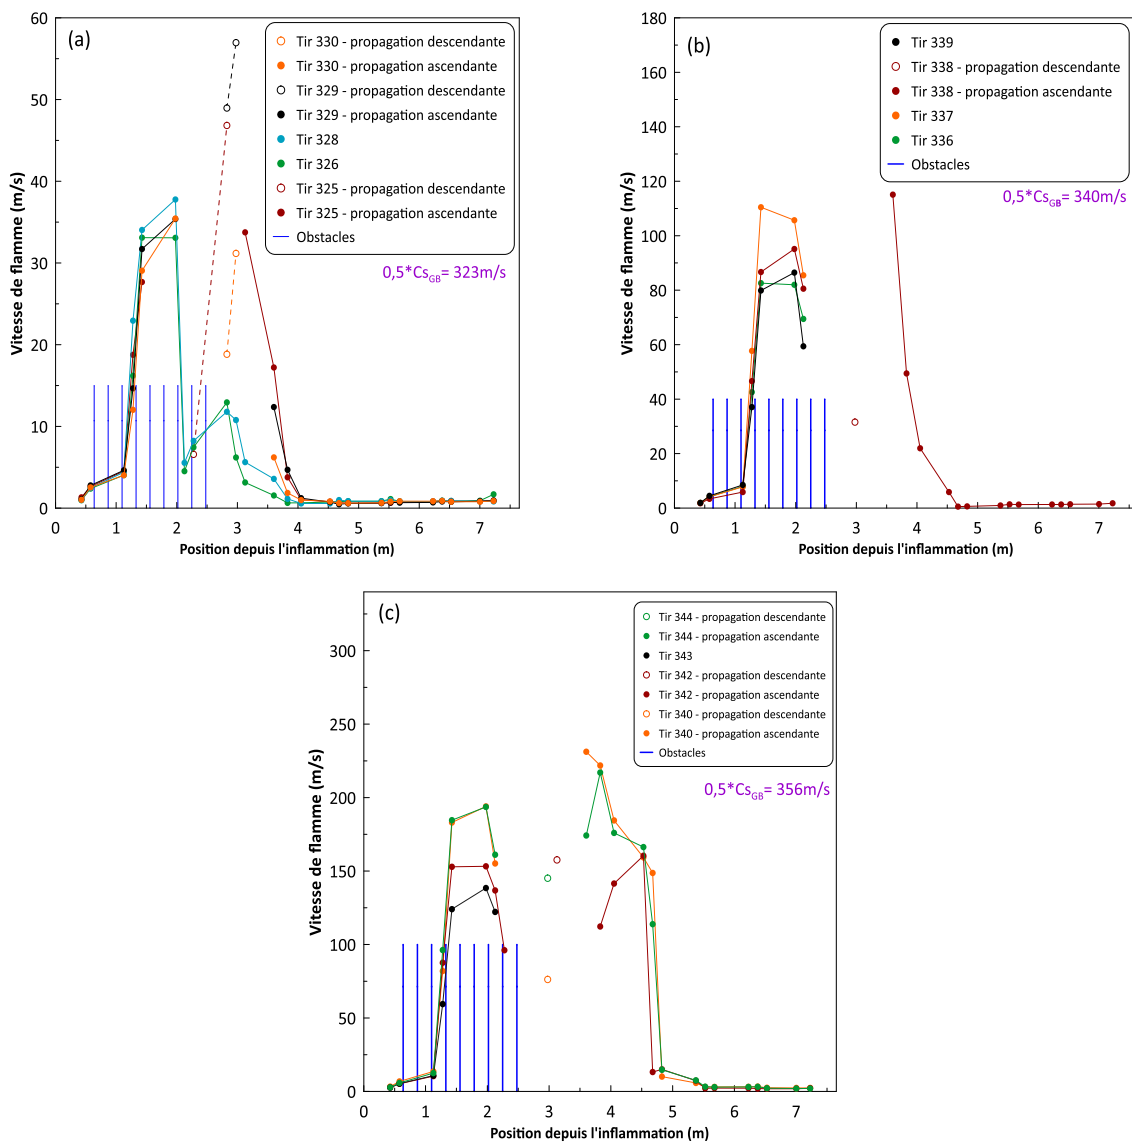 (a)
Vitesse de flamme (m/s)
60
50
40
30
20
10
0
Tir 330 - propagation descendante
Tir 330 - propagation ascendante
Tir 329 - propagation descendante
Tir 329 - propagation ascendante
Tir 328
Tir 326
Tir 325 - propagation descendante
Tir 325 - propagation ascendante
Obstacles
0,5*CsGB= 323m/s
0 1 2 3 4 5 6 7
Position depuis l'inflammation (m)
(b)
Vitesse de flamme (m/s)
180
160
140
120
100
80
60
40
20
0
Tir 339
Tir 338 - propagation descendante
Tir 338 - propagation ascendante
Tir 337
Tir 336
Obstacles
0,5*CsGB= 340m/s
0 1 2 3 4 5 6 7
Position depuis l'inflammation (m)
(c)
Vitesse de flamme (m/s)
300
250
200
150
100
50
0
Tir 344 - propagation descendante
Tir 344 - propagation ascendante
Tir 343
Tir 342 - propagation descendante
Tir 342 - propagation ascendante
Tir 340 - propagation descendante
Tir 340 - propagation ascendante
Obstacles
0,5*CsGB= 356m/s
0 1 2 3 4 5 6 7
Position depuis l'inflammation (m)